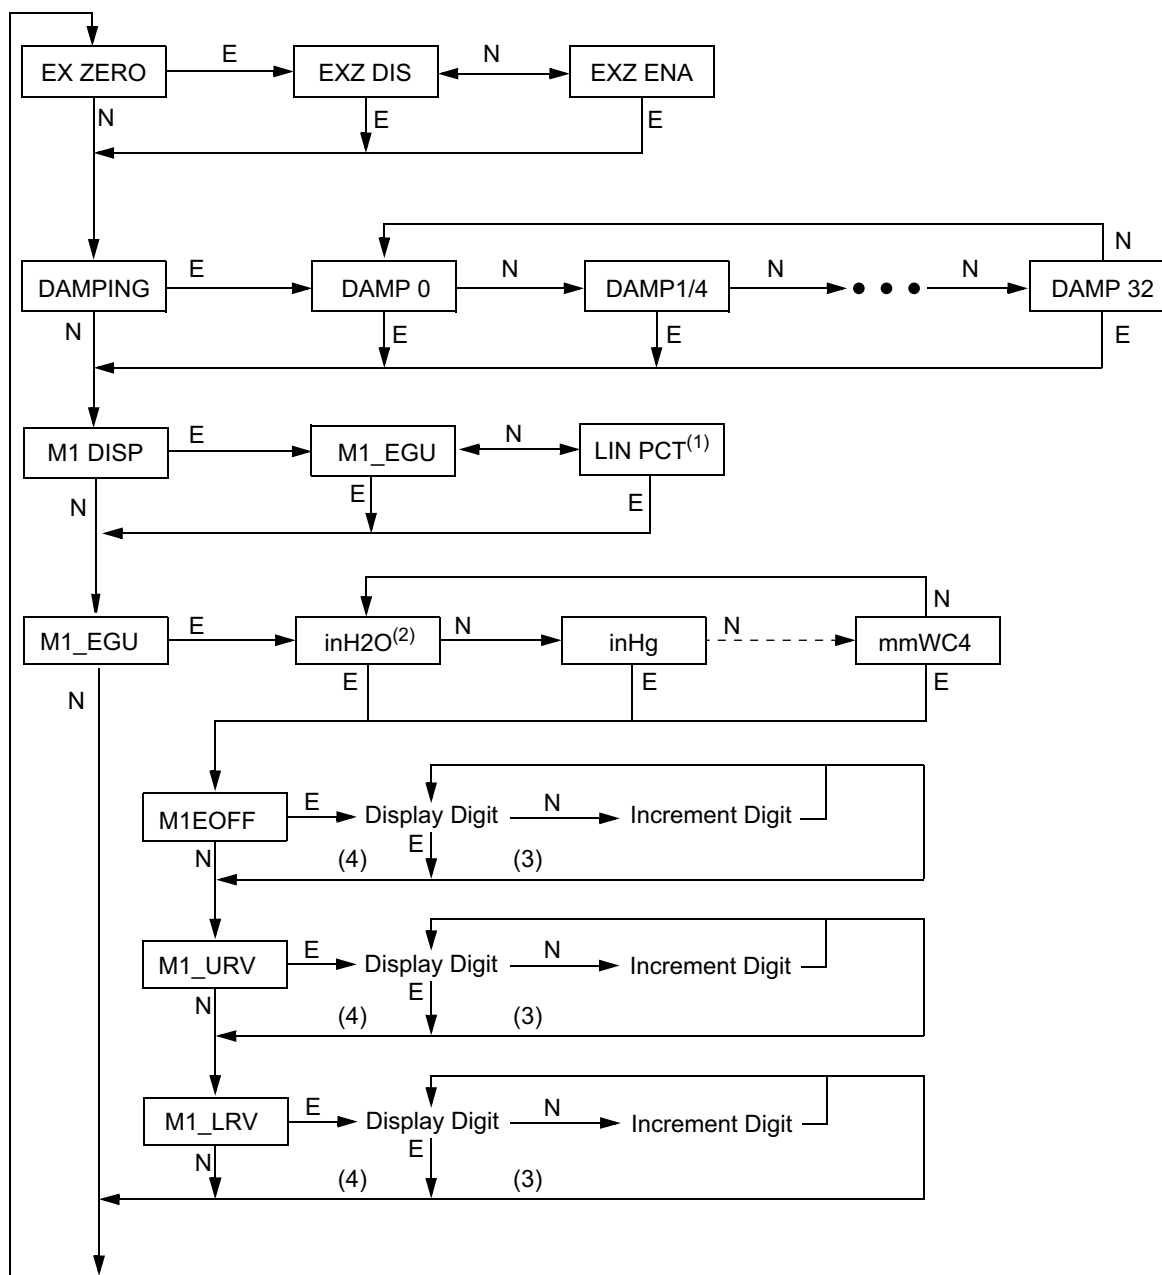 EX ZERO E EXZ DIS N EXZ ENA
N E E
N
DAMPING E DAMP 0 N DAMP1/4 N N DAMP 32
N E E E
M1 DISP E M1_EGU N LIN PCT(1)
N E E
N
M1_EGU E inH2O(2) N inHg N mmWC4
N E E E
M1EOFF E Display Digit N Increment Digit
N (4) E (3)
M1_URV E Display Digit N Increment Digit
N (4) E (3)
M1_LRV E Display Digit N Increment Digit
N (4) E (3)